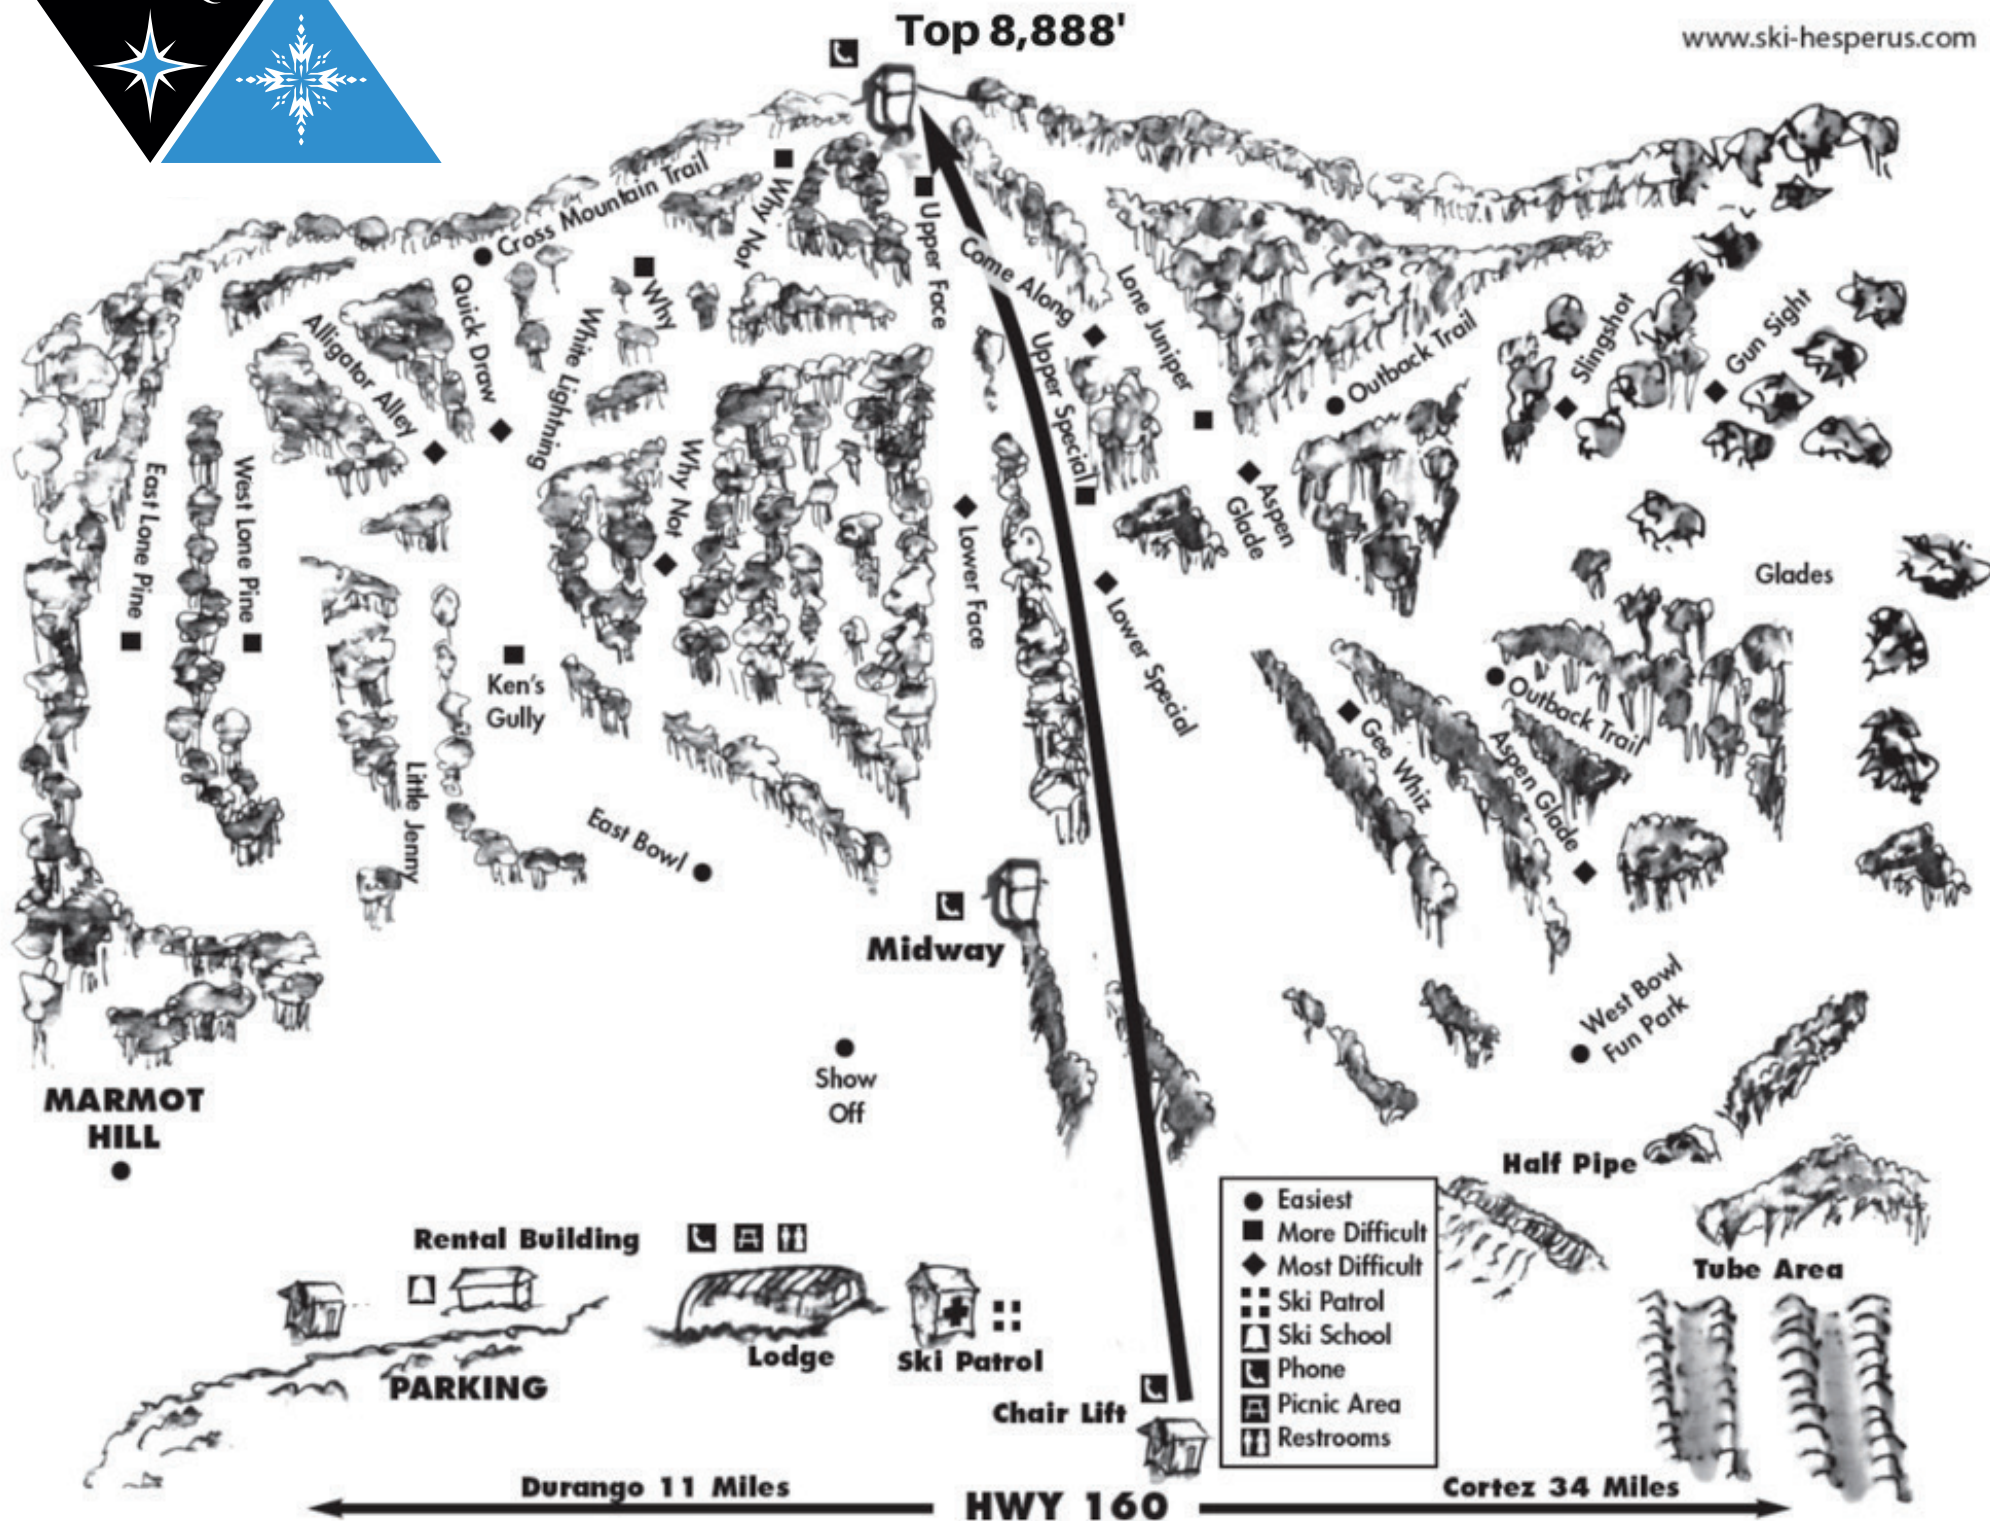 Top 8,888'
www.ski-hesperus.com
Cross Mountain Trail
Why Not
Upper Face
Come Along
Quick Draw
Why
Alligator Alley
White Lightning
Lone Juniper
Upper Special
Outback Trail
Slingshot
Gun Sight
East Lone Pine
West Lone Pine
Why Not
Lower Face
Aspen
Glade
Glades
Lower Special
Ken's
Gully
Outback Trail
Gee Whiz
Aspen Glade
Little Jenny
East Bowl
Midway
West Bowl
Fun Park
Show
Off
MARMOT
HILL
Half Pipe
Tube Area
Rental Building
Lodge
Ski Patrol
PARKING
Chair Lift
Easiest
More Difficult
Most Difficult
Ski Patrol
Ski School
Phone
Picnic Area
Restrooms
Durango 11 Miles
HWY 160
Cortez 34 Miles